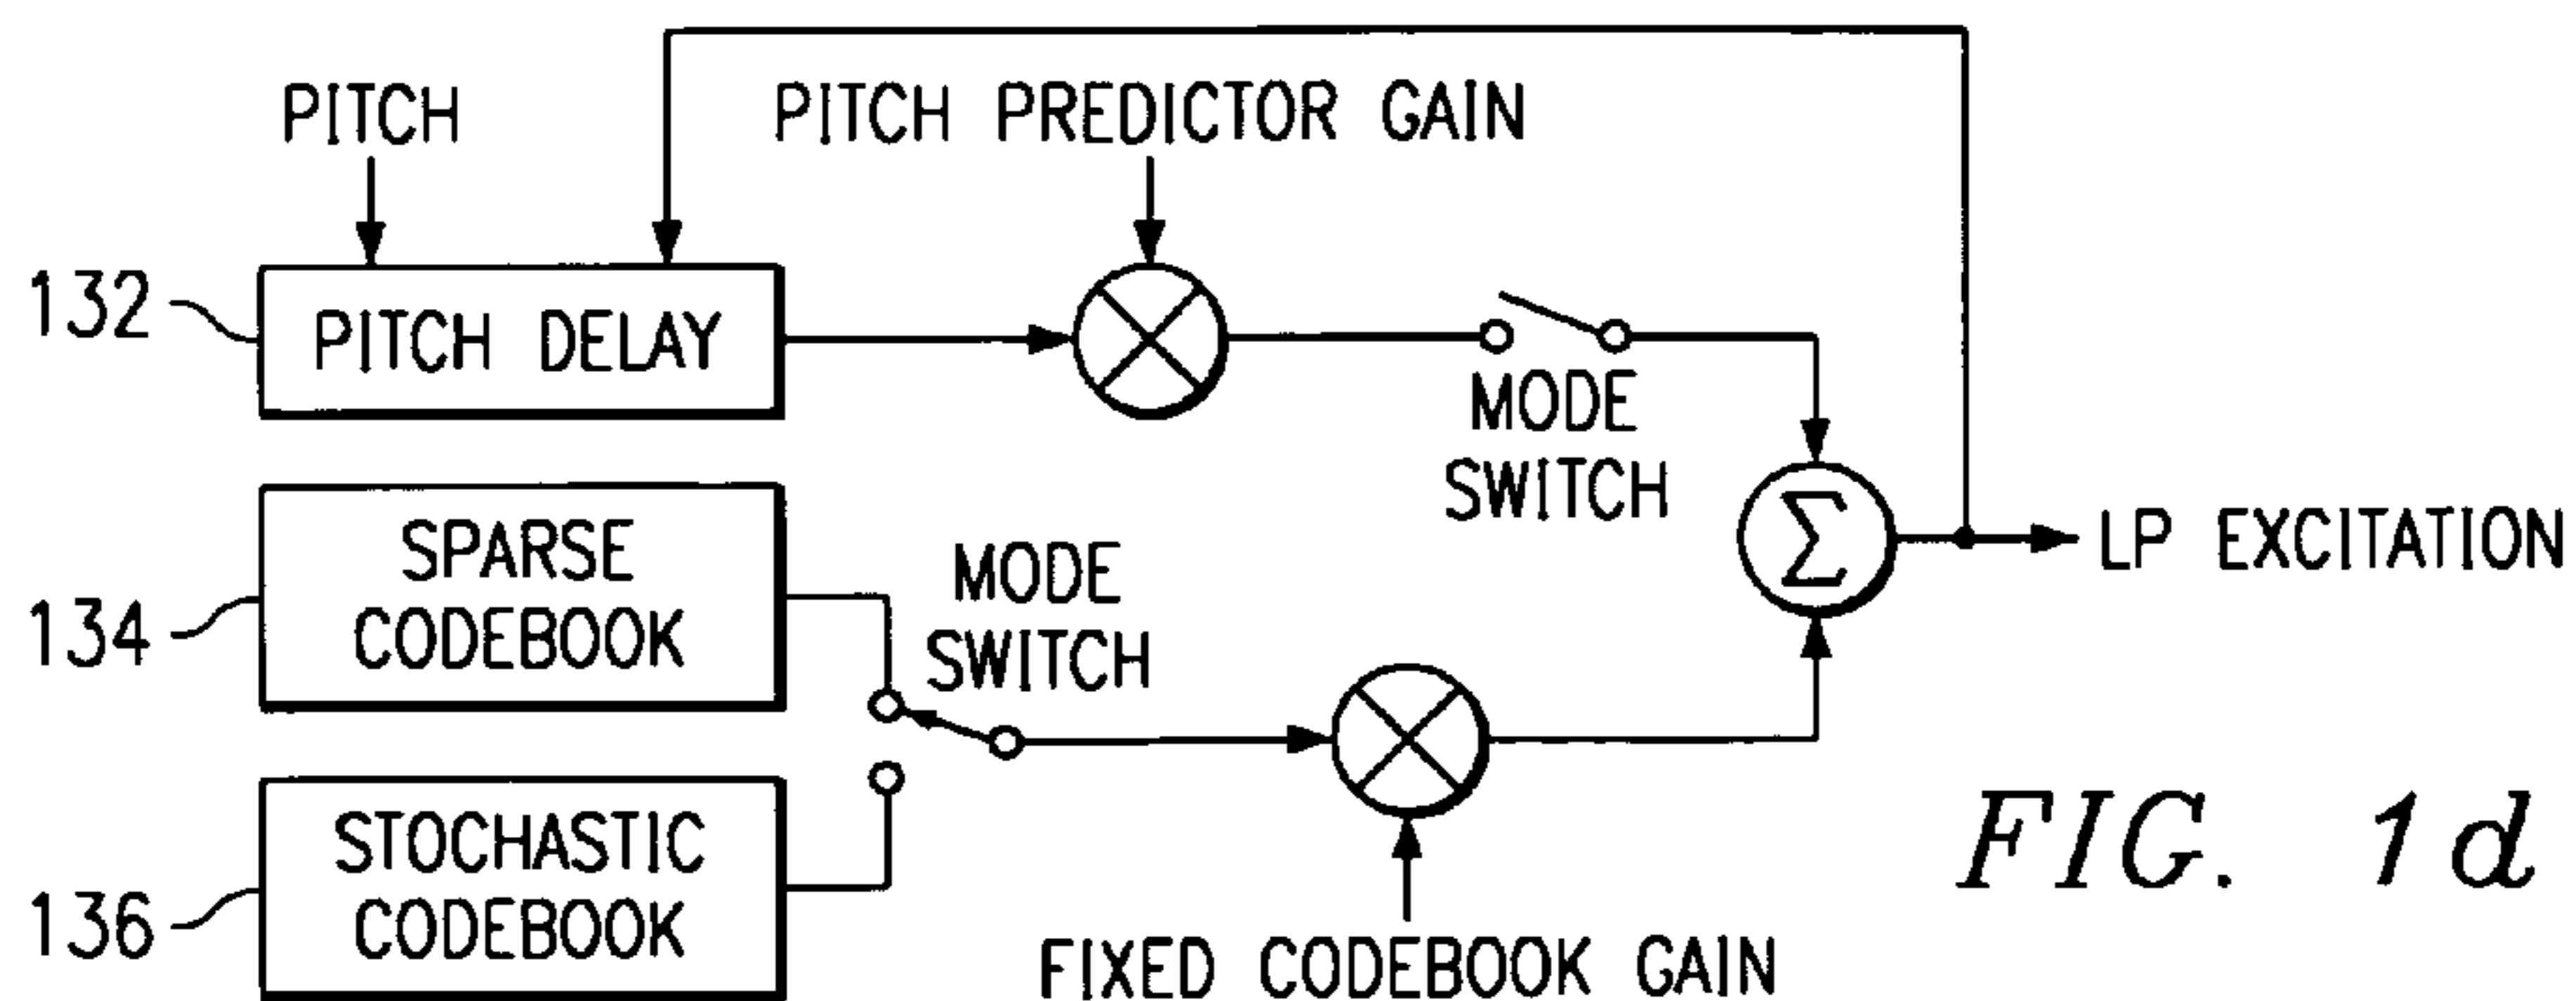 PITCH
PITCH PREDICTOR GAIN
132
PITCH DELAY
MODE
SWITCH
134
SPARSE
CODEBOOK
MODE
SWITCH
Σ
LP EXCITATION
136
STOCHASTIC
CODEBOOK
FIXED CODEBOOK GAIN
FIG. 1d